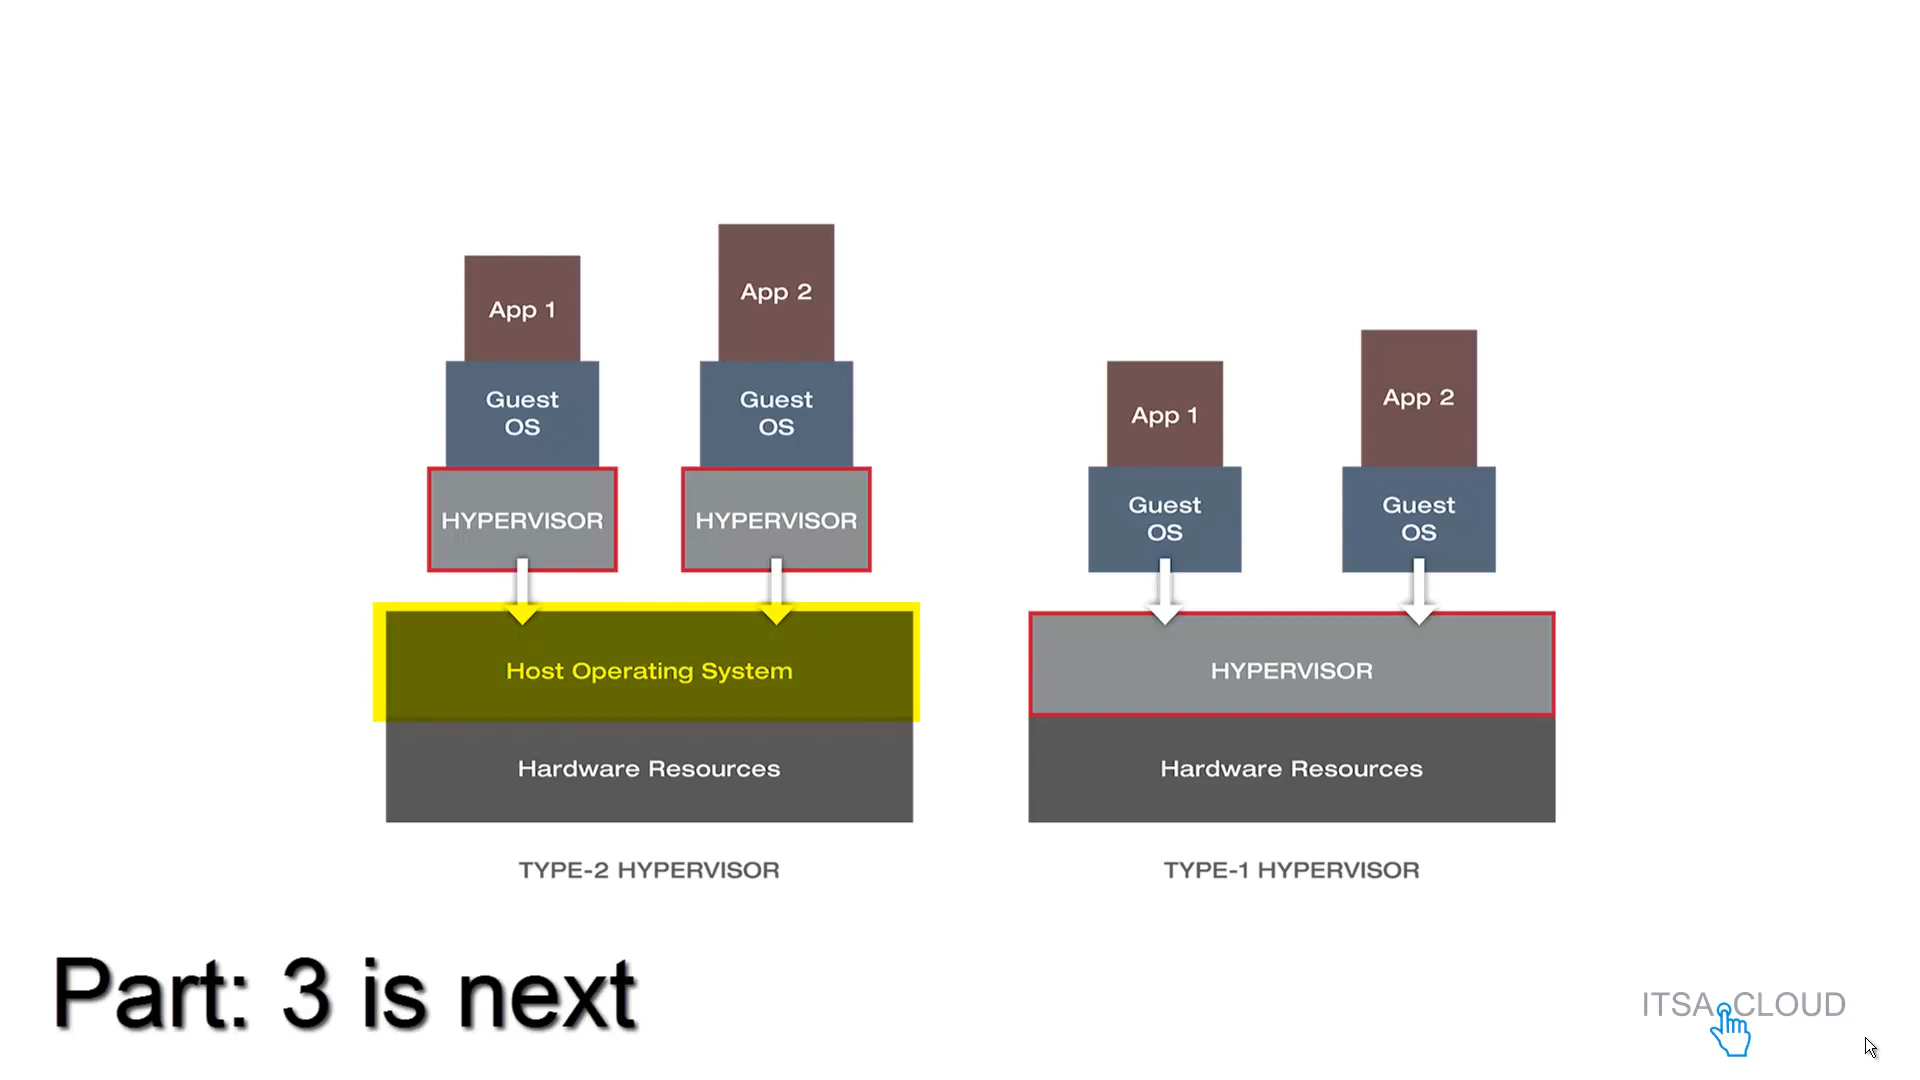 App 1
App 2
Guest
OS
Guest
OS
HYPERVISOR
HYPERVISOR
Host Operating System
Hardware Resources
TYPE-2 HYPERVISOR
App 1
App 2
Guest
OS
Guest
OS
HYPERVISOR
Hardware Resources
TYPE-1 HYPERVISOR
Part: 3 is next
ITSA CLOUD